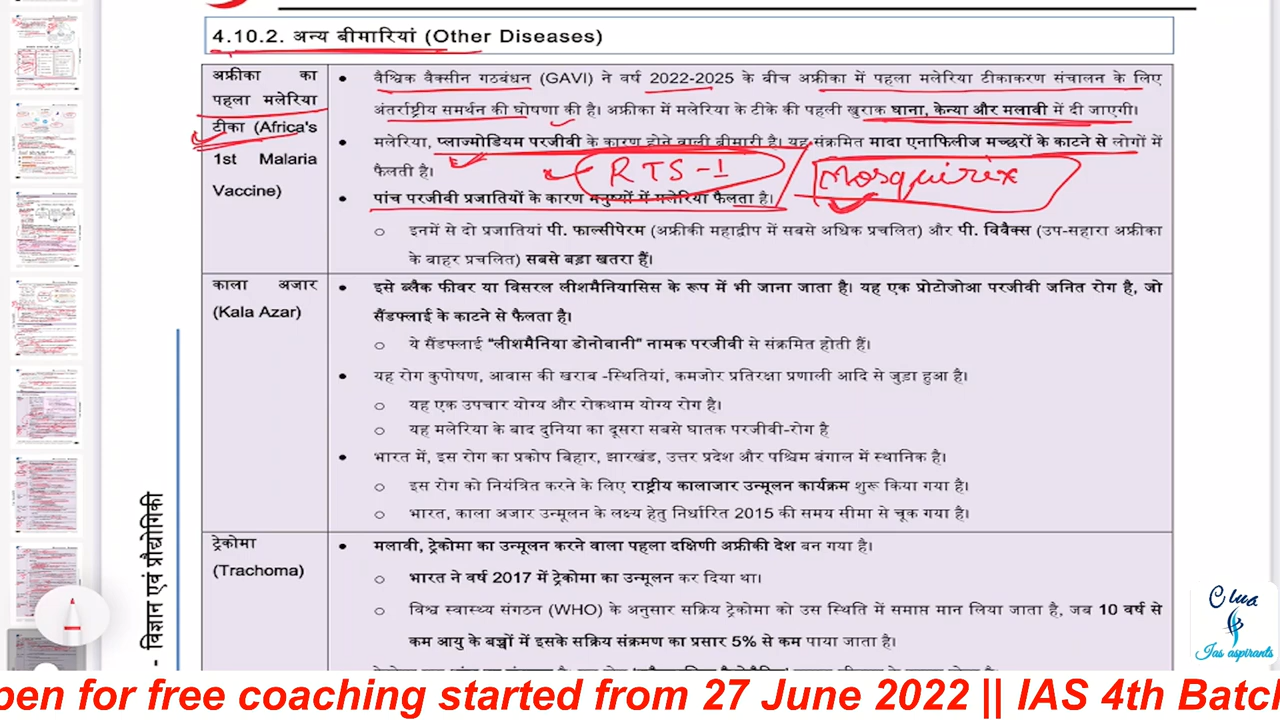 4.10.2. अन्य बीमारियां (Other Diseases)
अफ्रीका का
पहला मलेरिया
टीका (Africa's
1st Malaria
Vaccine)
वैश्विक वैक्सीन गठबंधन (GAVI) ने वर्ष 2022-2025 के बीच अफ्रीका में पहला मलेरिया टीकाकरण संचालन के लिए
अंतर्राष्ट्रीय समर्थन की घोषणा की है। अफ्रीका में मलेरिया के टीके की पहली खुराक घाना, केन्या और मलावी में दी जाएगी।
मलेरिया, प्लाज्मोडियम परजीवी के कारण होने वाली बीमारी है। यह संक्रमित मादा एनाफिलीज मच्छरों के काटने से लोगों में
फैलती है।
RTS-1 / Mosquirix
पांच परजीवी प्रजातियों के कारण मनुष्यों में मलेरिया फैलता है।
इनमें से दो प्रजातियां पी. फाल्सीपेरम (अफ्रीकी महाद्वीप में सबसे अधिक प्रचलित) और पी. विवैक्स (उप-सहारा अफ्रीका
के बाहर प्रचलित) सबसे बड़ा खतरा हैं।
काला अजार
(Kala Azar)
इसे ब्लैक फीवर या विसरल लीशमैनियासिस के रूप में भी जाना जाता है। यह एक प्रोटोजोआ परजीवी जनित रोग है, जो
सैंडफ्लाई के काटने से फैलता है।
ये सैंडफ्लाई "लीशमैनिया डोनोवानी" नामक परजीवी से संक्रमित होती हैं।
यह रोग कुपोषण, आवास की खराब -स्थितियां, कमजोर प्रतिरक्षा प्रणाली आदि से जुड़ा हुआ है।
यह एक उपचार योग्य और रोकथाम योग्य रोग है।
यह मलेरिया के बाद दुनिया का दूसरा सबसे घातक परजीवी-रोग है
भारत में, इस रोग का प्रकोप बिहार, झारखंड, उत्तर प्रदेश और पश्चिम बंगाल में स्थानिक है।
इस रोग को नियंत्रित करने के लिए राष्ट्रीय कालाजार उन्मूलन कार्यक्रम शुरू किया गया है।
भारत, काला अजार उन्मूलन के लक्ष्य हेतु निर्धारित 2015 की समय सीमा से चूक गया है।
ट्रेकोमा
(Trachoma)
मलावी, ट्रेकोमा का उन्मूलन करने वाला पहला दक्षिणी अफ्रीकी देश बन गया है।
भारत ने वर्ष 2017 में ट्रेकोमा का उन्मूलन कर दिया था।
विश्व स्वास्थ्य संगठन (WHO) के अनुसार सक्रिय ट्रेकोमा को उस स्थिति में समाप्त मान लिया जाता है, जब 10 वर्ष से
कम आयु के बच्चों में इसके सक्रिय संक्रमण का प्रसार % से कम पाया जाता है।
- विज्ञान एवं प्रौद्योगिकी
Clue
Ias aspirants
pen for free coaching started from 27 June 2022 || IAS 4th Batch